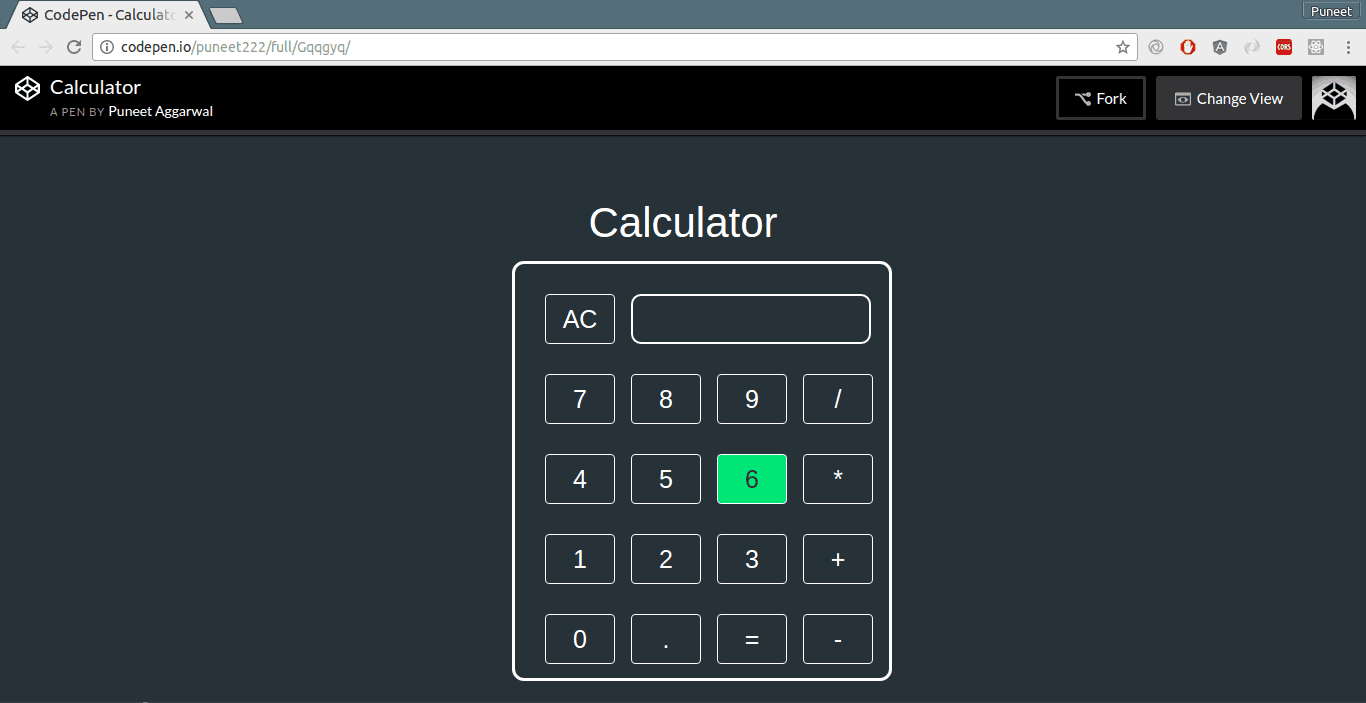 CodePen - Calculato
Puneet
codepen.io/puneet222/full/Gqqgyq/
CORS
Calculator
A PEN BY Puneet Aggarwal
Fork
Change View
Calculator
AC
7 8 9 /
4 5 6 *
1 2 3 +
0 . = -